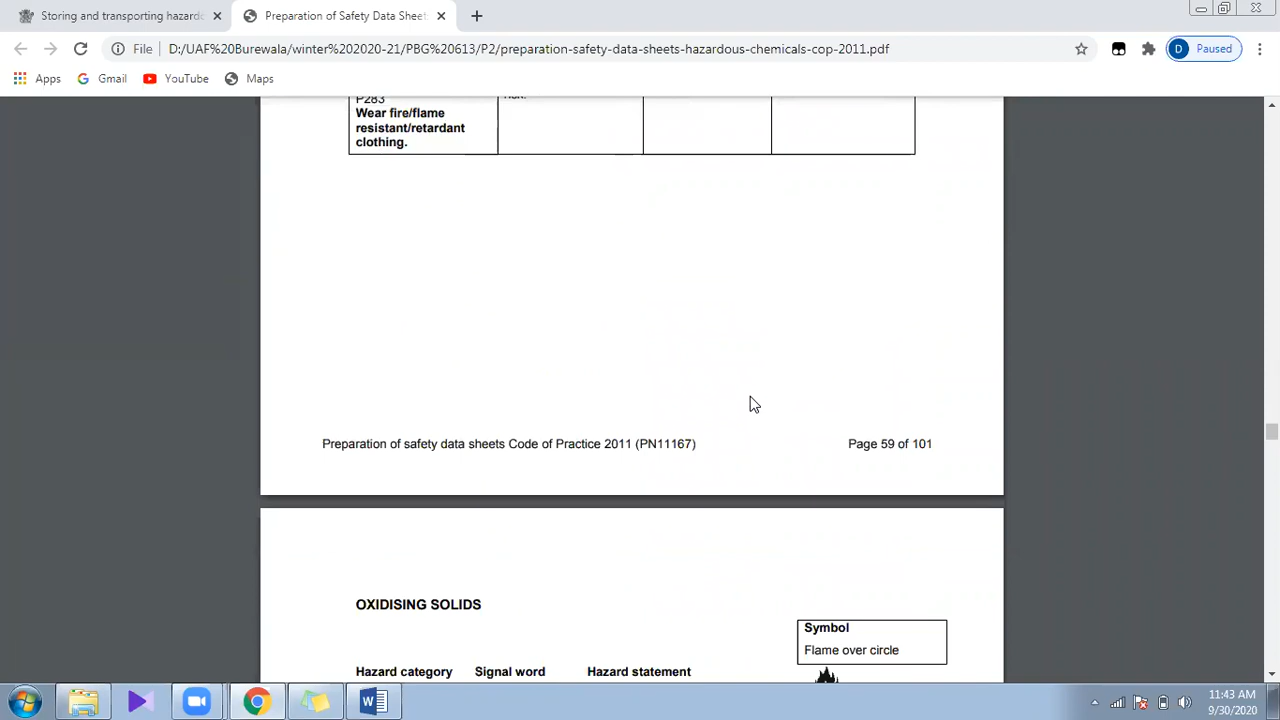 Storing and transporting hazardo
Preparation of Safety Data Sheet
File
D:/UAF%20Burewala/winter%202020-21/PBG%20613/P2/preparation-safety-data-sheets-hazardous-chemicals-cop-2011.pdf
D
Paused
Apps
Gmail
YouTube
Maps
P283
risk.
Wear fire/flame
resistant/retardant
clothing.
Preparation of safety data sheets Code of Practice 2011 (PN11167)
Page 59 of 101
OXIDISING SOLIDS
Symbol
Flame over circle
Hazard category
Signal word
Hazard statement
11:43 AM
9/30/2020